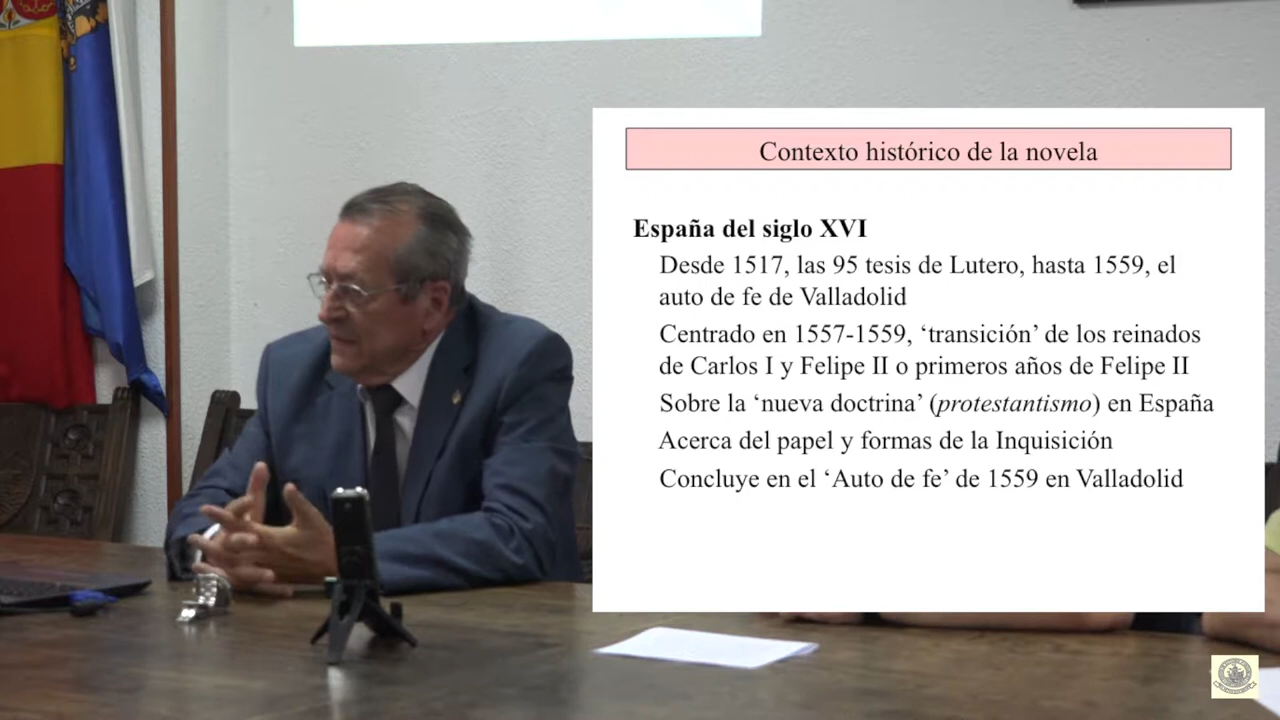 Contexto histórico de la novela
España del siglo XVI
Desde 1517, las 95 tesis de Lutero, hasta 1559, el
auto de fe de Valladolid
Centrado en 1557-1559, ‘transición’ de los reinados
de Carlos I y Felipe II o primeros años de Felipe II
Sobre la ‘nueva doctrina’ (protestantismo) en España
Acerca del papel y formas de la Inquisición
Concluye en el ‘Auto de fe’ de 1559 en Valladolid